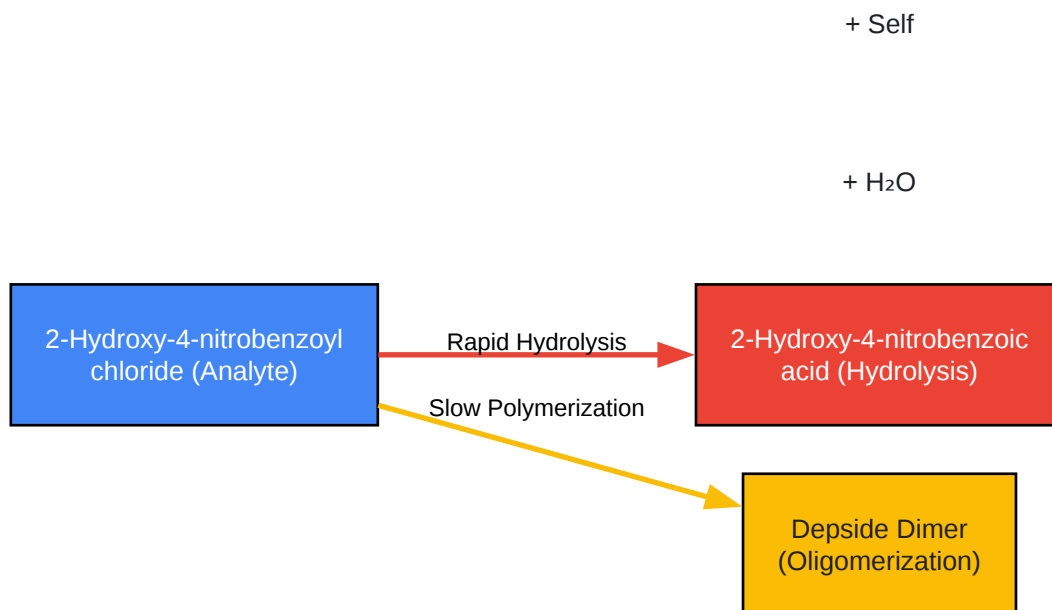 + Self
+ H₂O
2-Hydroxy-4-nitrobenzoyl
chloride (Analyte)
Rapid Hydrolysis
2-Hydroxy-4-nitrobenzoic
acid (Hydrolysis)
Slow Polymerization
Depside Dimer
(Oligomerization)